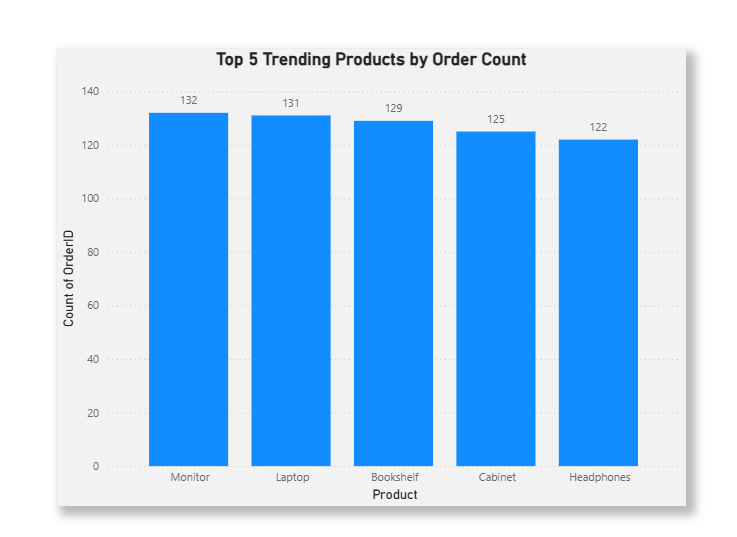 Top 5 Trending Products by Order Count
140
120
100
80
60
40
20
0
Count of OrderID
132
131
129
125
122
Monitor
Laptop
Bookshelf
Cabinet
Headphones
Product